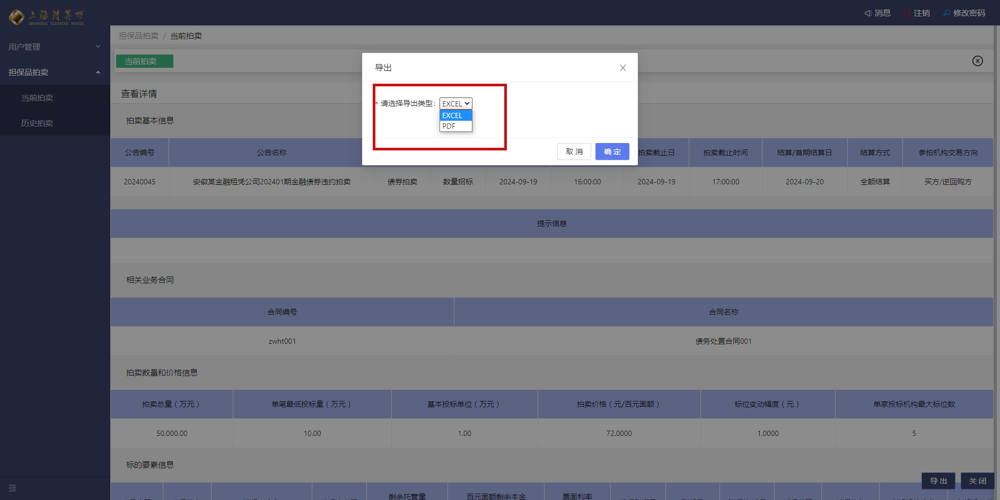 上海清算所
SHANGHAI CLEARING HOUSE
消息
注销
修改密码
用户管理
担保品拍卖
当前拍卖
历史拍卖
担保品拍卖 / 当前拍卖
当前拍卖
导出
* 请选择导出类型: EXCEL
EXCEL
PDF
取 消
确 定
查看详情
拍卖基本信息
公告编号 公告名称 拍卖截止日 拍卖截止时间 结算/首期结算日 结算方式 参拍机构交易方向
20240045 安徽某金融租凭公司202401期金融债券违约拍卖 债券拍卖 数量招标 2024-09-19 16:00:00 2024-09-19 17:00:00 2024-09-20 全额结算 买方/逆回购方
提示信息
相关业务合同
合同编号 合同名称
zwht001 债务处置合同001
拍卖数量和价格信息
拍卖总量（万元） 单笔最低投标量（万元） 基本投标单位（万元） 拍卖价格（元/百元面额） 标位变动幅度（元） 单家投标机构最大标位数
50,000.00 10.00 1.00 72.0000 1.0000 5
标的要素信息
剩余托管量 百元面额剩余本金 票面利率
导 出
关 闭